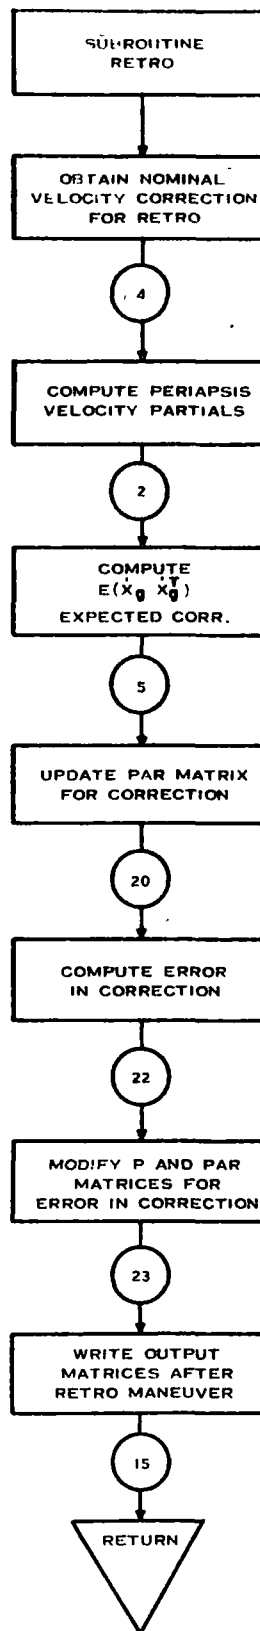 SUBROUTINE
RETRO
OBTAIN NOMINAL
VELOCITY CORRECTION
FOR RETRO
4
COMPUTE PERIAPSIS
VELOCITY PARTIALS
2
COMPUTE
E(ẋg ẋgᵀ)
EXPECTED CORR.
5
UPDATE PAR MATRIX
FOR CORRECTION
20
COMPUTE ERROR
IN CORRECTION
22
MODIFY P AND PAR
MATRICES FOR
ERROR IN CORRECTION
23
WRITE OUTPUT
MATRICES AFTER
RETRO MANEUVER
15
RETURN